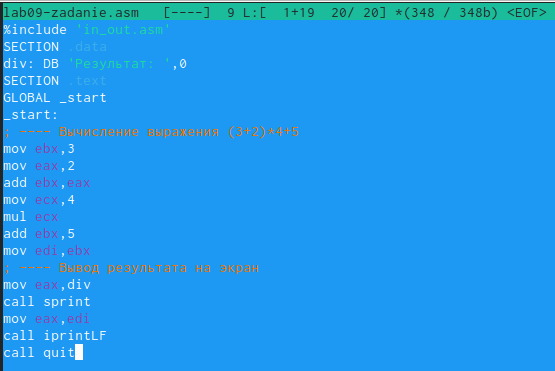 lab09-zadanie.asm   [----]  9 L:[  1+19  20/ 20] *(348 / 348b) <EOF>
%include 'in_out.asm'
SECTION .data
div: DB 'Результат: ',0
SECTION .text
GLOBAL _start
_start:
; ---- Вычисление выражения (3+2)*4+5
mov ebx,3
mov eax,2
add ebx,eax
mov ecx,4
mul ecx
add ebx,5
mov edi,ebx
; ---- Вывод результата на экран
mov eax,div
call sprint
mov eax,edi
call iprintLF
call quit